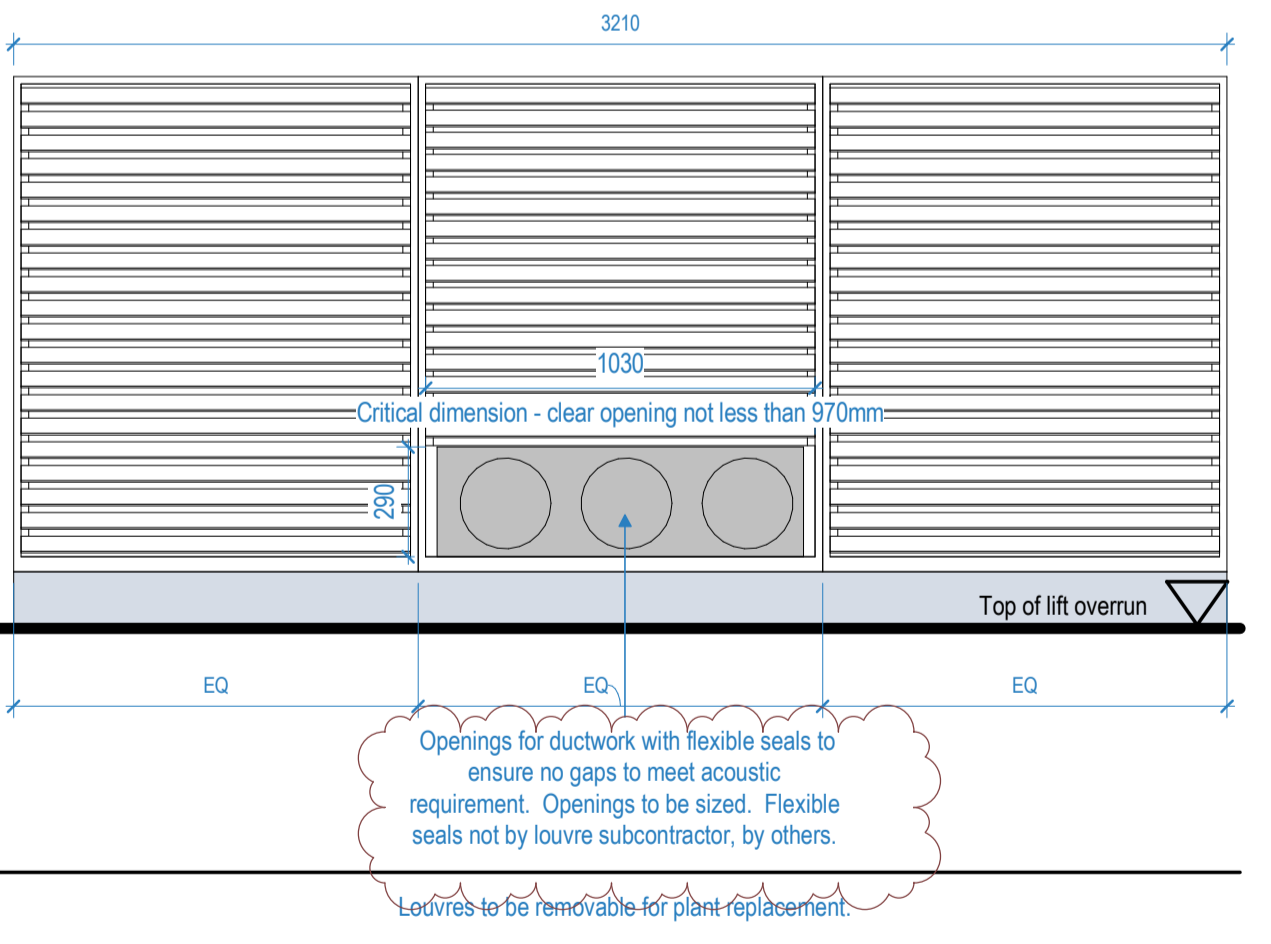 3210
1030
Critical dimension - clear opening not less than 970mm
290
Top of lift overrun
EQ
EQ
EQ
Openings for ductwork with flexible seals to
ensure no gaps to meet acoustic
requirement.  Openings to be sized.  Flexible
seals not by louvre subcontractor, by others.
Louvres to be removable for plant replacement.